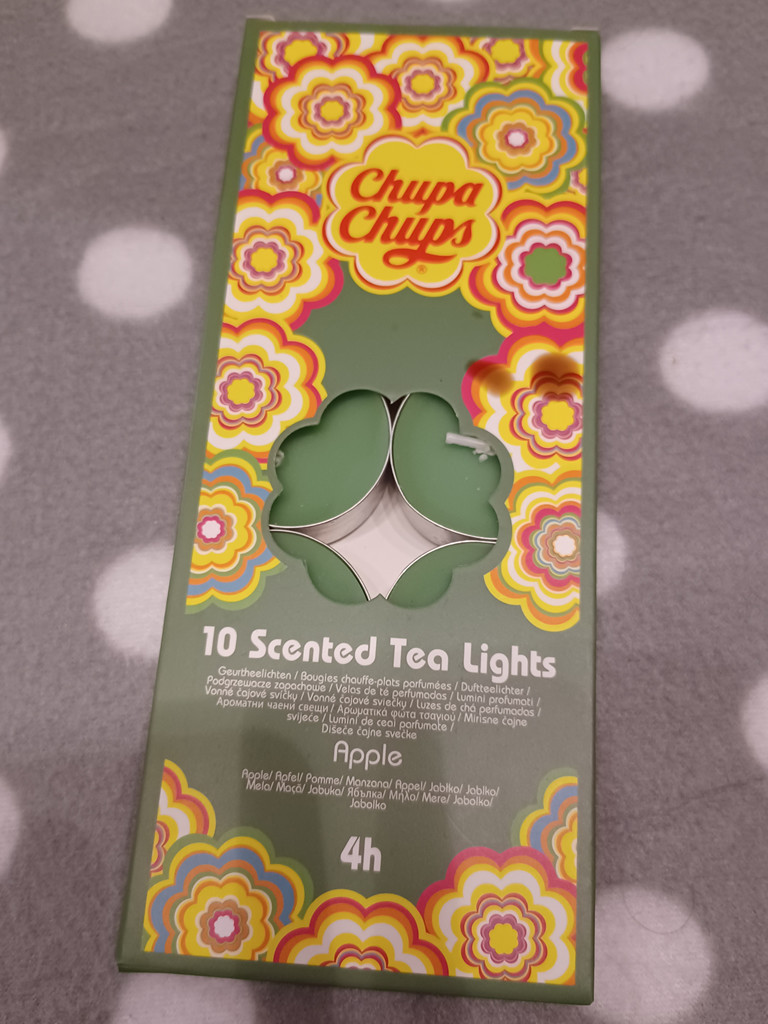 Chupa
Chups
®
10 Scented Tea Lights
Geurtheelichten / Bougies chauffe-plats parfumées / Duftteelichter /
Podgrzewacze zapachowe / Velas de té perfumadas / Lumini profumati /
Vonné čajové svíčky / Vonné čajové sviečky / Luzes de chá perfumadas /
Ароматни чаени свещи / Αρωματικά φώτα τσαγιού / Mirisne čajne
svijeće / Lumini de ceai parfumate /
Dišeče čajne svečke
Apple
Apple/ Apfel/ Pomme/ Manzana/ Appel/ Jabłko/ Jablko/
Mela/ Maçã/ Jabuka/ Ябълка/ Μήλο/ Mere/ Jabolko/
Jabolko
4h